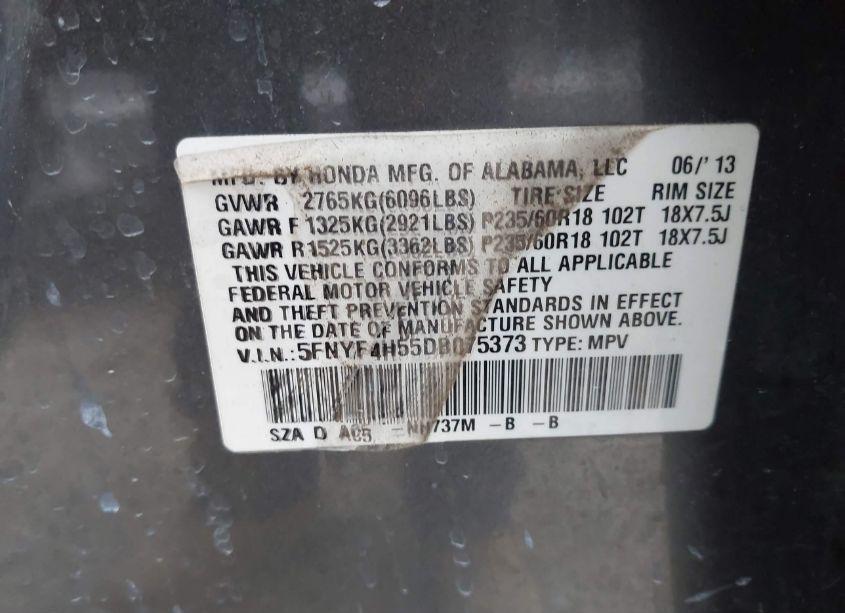 MFD. BY HONDA MFG. OF ALABAMA, LLC 06/'13
GVWR 2765KG(6096LBS) TIRE SIZE RIM SIZE
GAWR F 1325KG(2921LBS) P235/60R18 102T 18X7.5J
GAWR R 1525KG(3362LBS) P235/60R18 102T 18X7.5J
THIS VEHICLE CONFORMS TO ALL APPLICABLE
FEDERAL MOTOR VEHICLE SAFETY
AND THEFT PREVENTION STANDARDS IN EFFECT
ON THE DATE OF MANUFACTURE SHOWN ABOVE.
V.I.N.: 5FNYF4H55DB075373 TYPE: MPV
SZA D A05 -NH737M -B -B